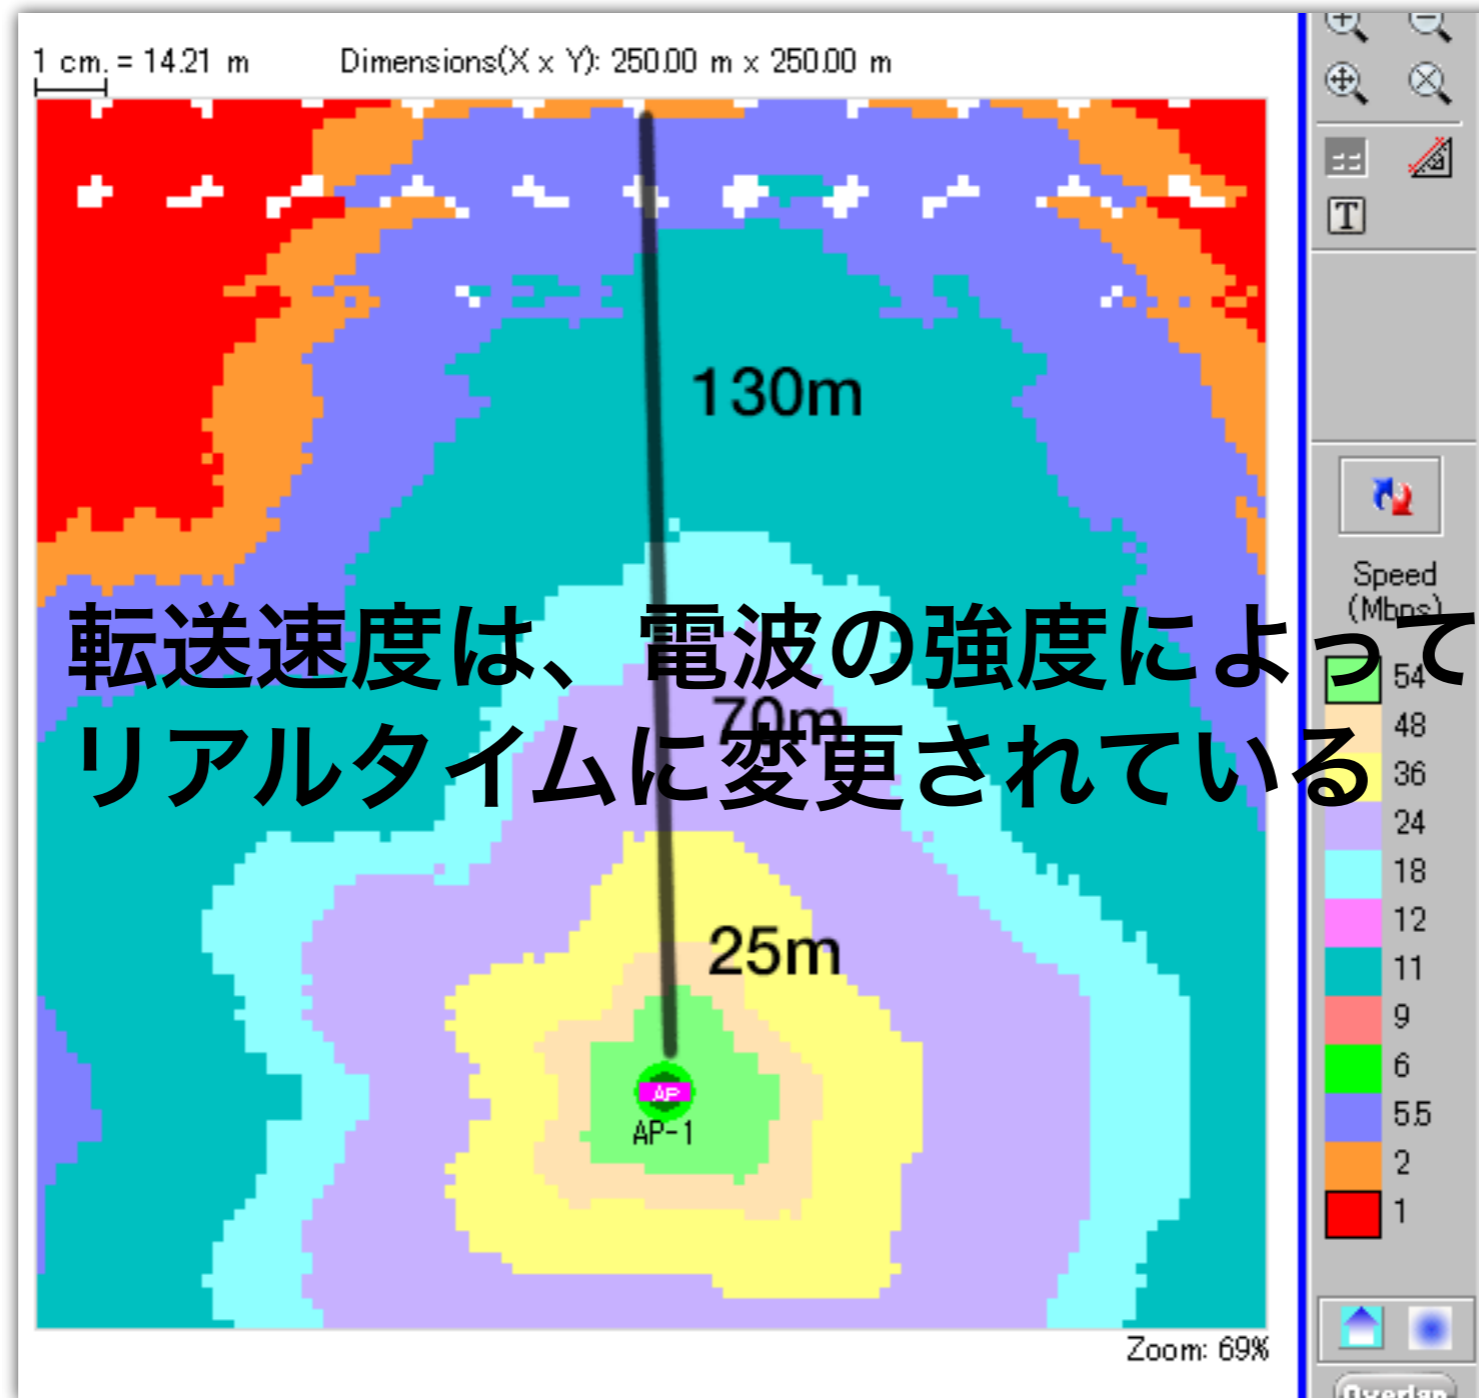 1 cm. = 14.21 m Dimensions(X x Y): 250.00 m x 250.00 m
130m
Speed
(Mbps)
転送速度は、電波の強度によって
70m
リアルタイムに変更されている
25m
AP
AP-1
54
48
36
24
18
12
11
9
6
5.5
2
1
T
Zoom: 69%
Overlap